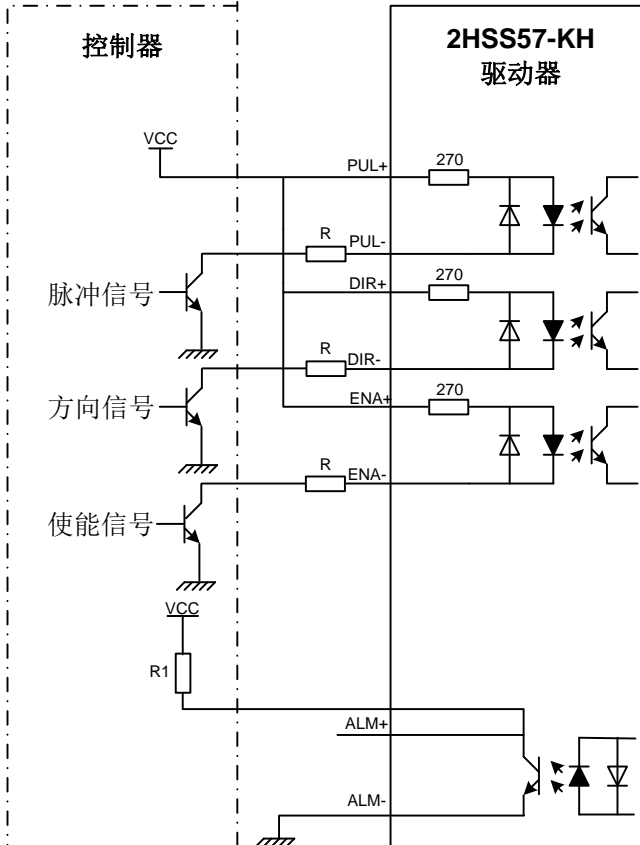 控制器
2HSS57-KH
驱动器
VCC
PUL+
270
R
PUL-
脉冲信号
DIR+
270
R
DIR-
方向信号
ENA+
270
R
ENA-
使能信号
VCC
R1
ALM+
ALM-